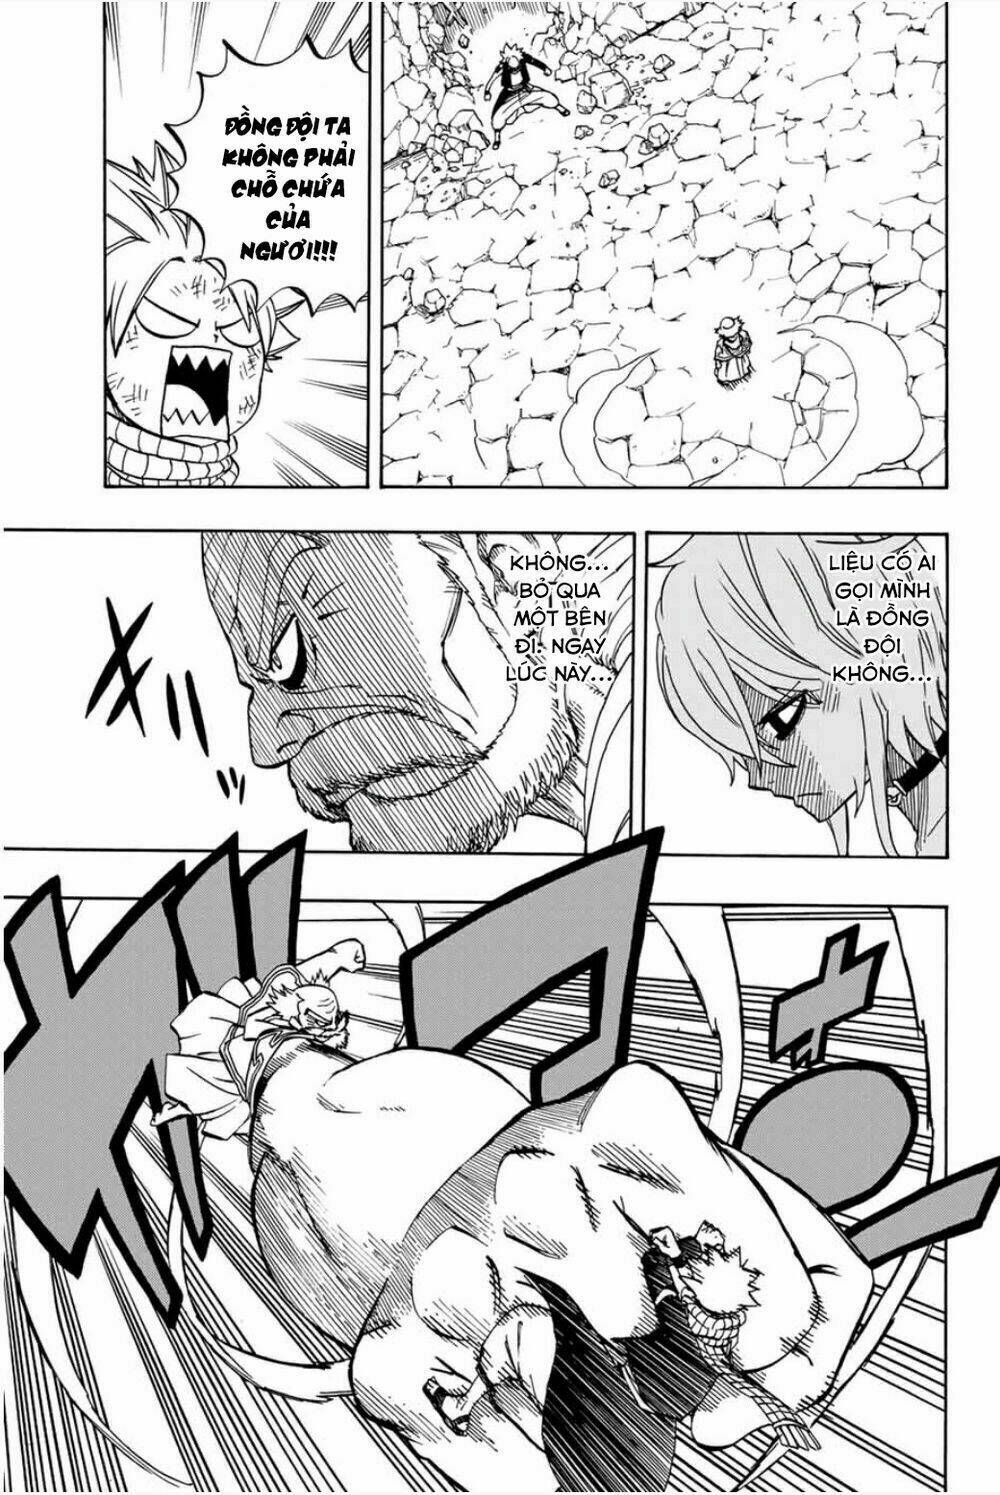 ĐỒNG ĐỘI TA
KHÔNG PHẢI
CHỖ CHỨA
CỦA
NGƯƠI!!!
LIỆU CÓ AI
GỌI MÌNH
LÀ ĐỒNG
ĐỘI
KHÔNG...
KHÔNG...
BỎ QUA
MỘT BÊN
ĐI. NGAY
LÚC NÀY...